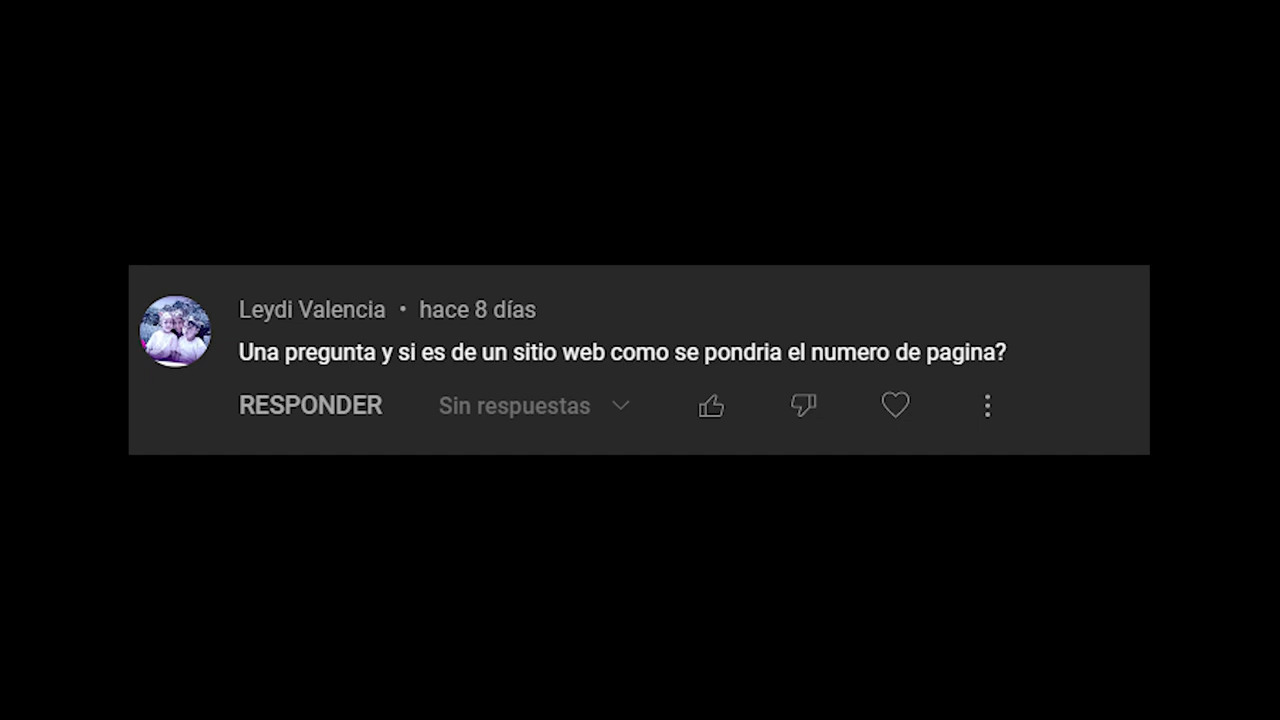 Leydi Valencia • hace 8 días
Una pregunta y si es de un sitio web como se pondria el numero de pagina?
RESPONDER Sin respuestas